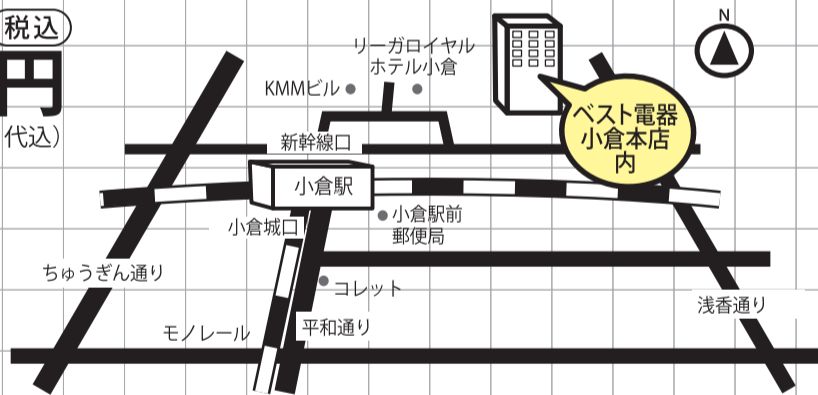 税込
円
代込）
N
リーガロイヤル
ホテル小倉
KMMビル
ベスト電器
小倉本店
内
新幹線口
小倉駅
小倉城口
小倉駅前
郵便局
ちゅうぎん通り
コレット
浅香通り
モノレール
平和通り